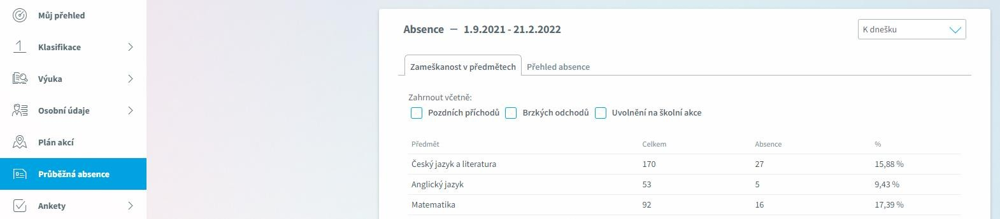 Můj přehled
Klasifikace
Výuka
Osobní údaje
Plán akcí
Průběžná absence
Ankety
Absence — 1.9.2021 - 21.2.2022
K dnešku
Zameškanost v předmětech Přehled absence
Zahrnout včetně:
Pozdních příchodů Brzkých odchodů Uvolnění na školní akce
Předmět Celkem Absence %
Český jazyk a literatura 170 27 15,88 %
Anglický jazyk 53 5 9,43 %
Matematika 92 16 17,39 %